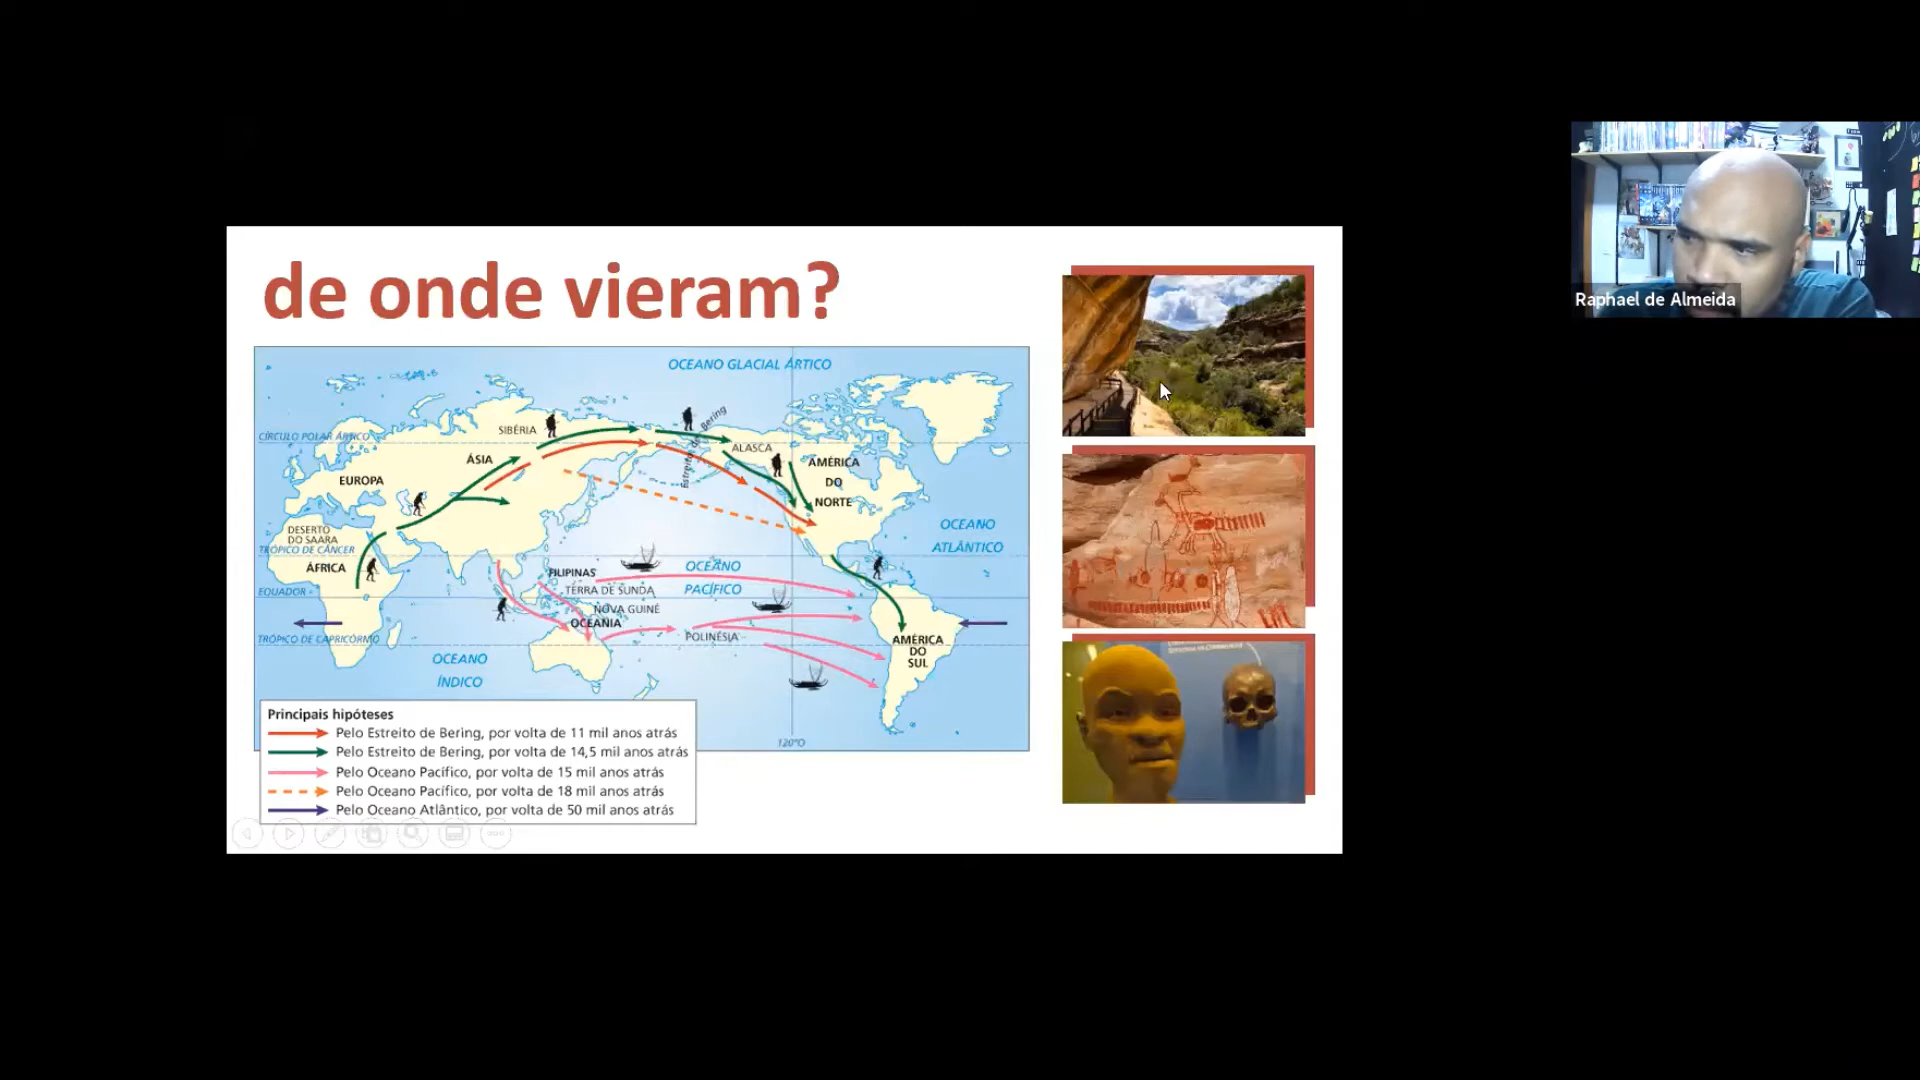 de onde vieram?
OCEANO GLACIAL ÁRTICO
CÍRCULO POLAR ÁRTICO
SIBÉRIA
Estreito de Bering
ALASCA
ÁSIA
AMÉRICA
DO
NORTE
EUROPA
DESERTO
DO SAARA
TRÓPICO DE CÂNCER
ÁFRICA
OCEANO
ATLÂNTICO
FILIPINAS
TERRA DE SUNDA
OCEANO
PACÍFICO
EQUADOR
NOVA GUINÉ
OCEANIA
POLINÉSIA
TRÓPICO DE CAPRICÓRNIO
AMÉRICA
DO
SUL
OCEANO
ÍNDICO
120°O
Principais hipóteses
Pelo Estreito de Bering, por volta de 11 mil anos atrás
Pelo Estreito de Bering, por volta de 14,5 mil anos atrás
Pelo Oceano Pacífico, por volta de 15 mil anos atrás
Pelo Oceano Pacífico, por volta de 18 mil anos atrás
Pelo Oceano Atlântico, por volta de 50 mil anos atrás
Raphael de Almeida